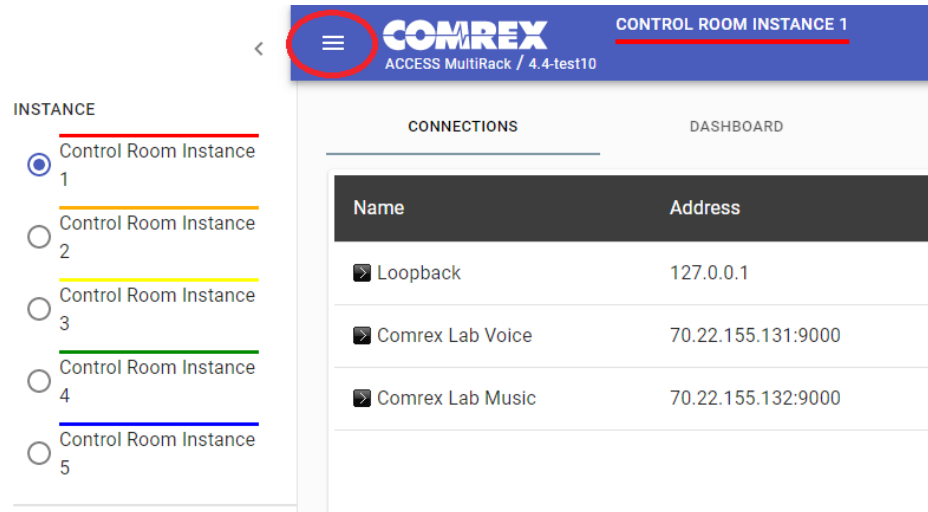 COMREX
ACCESS MultiRack / 4.4-test10
CONTROL ROOM INSTANCE 1
INSTANCE
Control Room Instance
1
Control Room Instance
2
Control Room Instance
3
Control Room Instance
4
Control Room Instance
5
CONNECTIONS DASHBOARD
Name Address
Loopback 127.0.0.1
Comrex Lab Voice 70.22.155.131:9000
Comrex Lab Music 70.22.155.132:9000